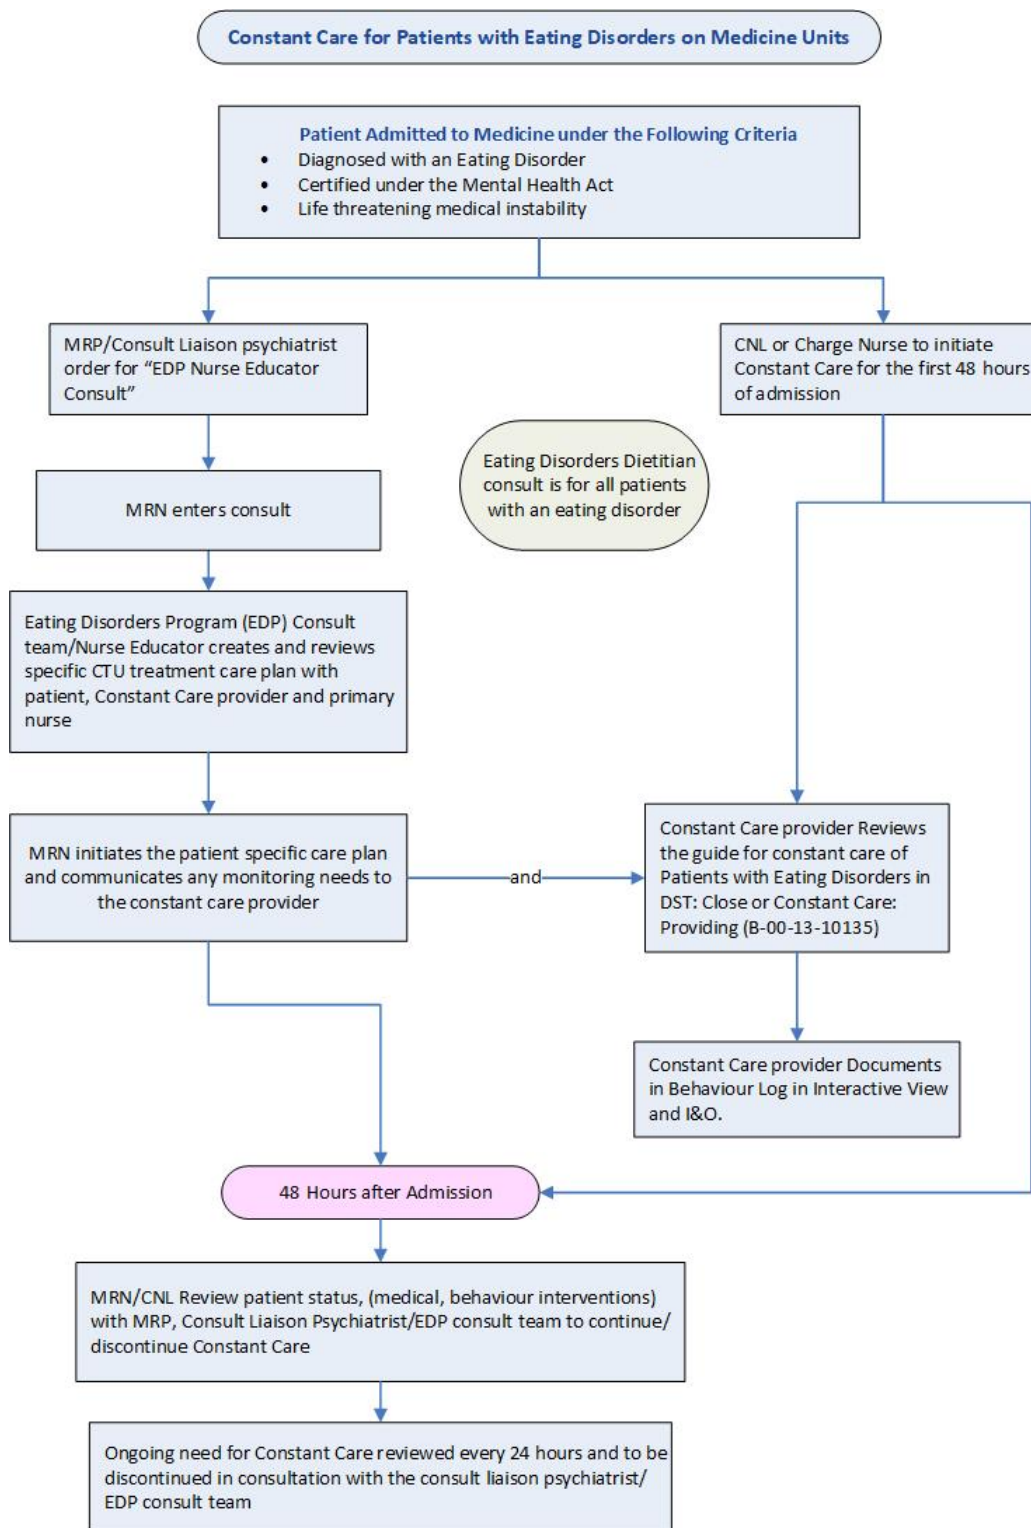 Constant Care for Patients with Eating Disorders on Medicine Units
Patient Admitted to Medicine under the Following Criteria
• Diagnosed with an Eating Disorder
• Certified under the Mental Health Act
• Life threatening medical instability
MRP/Consult Liaison psychiatrist
order for “EDP Nurse Educator
Consult”
CNL or Charge Nurse to initiate
Constant Care for the first 48 hours
of admission
Eating Disorders Dietitian
consult is for all patients
with an eating disorder
MRN enters consult
Eating Disorders Program (EDP) Consult
team/Nurse Educator creates and reviews
specific CTU treatment care plan with
patient, Constant Care provider and primary
nurse
MRN initiates the patient specific care plan
and communicates any monitoring needs to
the constant care provider
and
Constant Care provider Reviews
the guide for constant care of
Patients with Eating Disorders in
DST: Close or Constant Care:
Providing (B-00-13-10135)
Constant Care provider Documents
in Behaviour Log in Interactive View
and I&O.
48 Hours after Admission
MRN/CNL Review patient status, (medical, behaviour interventions)
with MRP, Consult Liaison Psychiatrist/EDP consult team to continue/
discontinue Constant Care
Ongoing need for Constant Care reviewed every 24 hours and to be
discontinued in consultation with the consult liaison psychiatrist/
EDP consult team